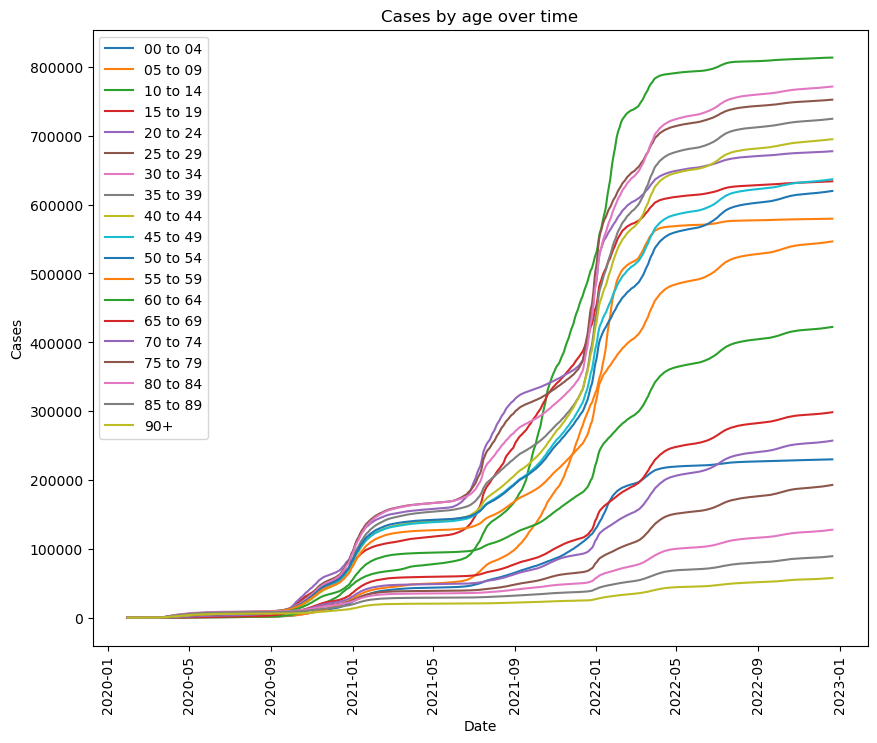 Cases by age over time
00 to 04
05 to 09
10 to 14
15 to 19
20 to 24
25 to 29
30 to 34
35 to 39
40 to 44
45 to 49
50 to 54
55 to 59
60 to 64
65 to 69
70 to 74
75 to 79
80 to 84
85 to 89
90+
Cases
800000
700000
600000
500000
400000
300000
200000
100000
0
2020-01
2020-05
2020-09
2021-01
2021-05
2021-09
2022-01
2022-05
2022-09
2023-01
Date